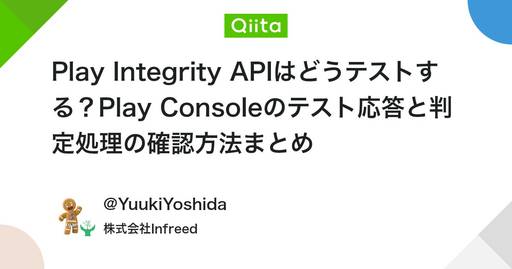 Qiita
Play Integrity APIはどうテストす
る？Play Consoleのテスト応答と判
定処理の確認方法まとめ
@YuukiYoshida
株式会社Infreed